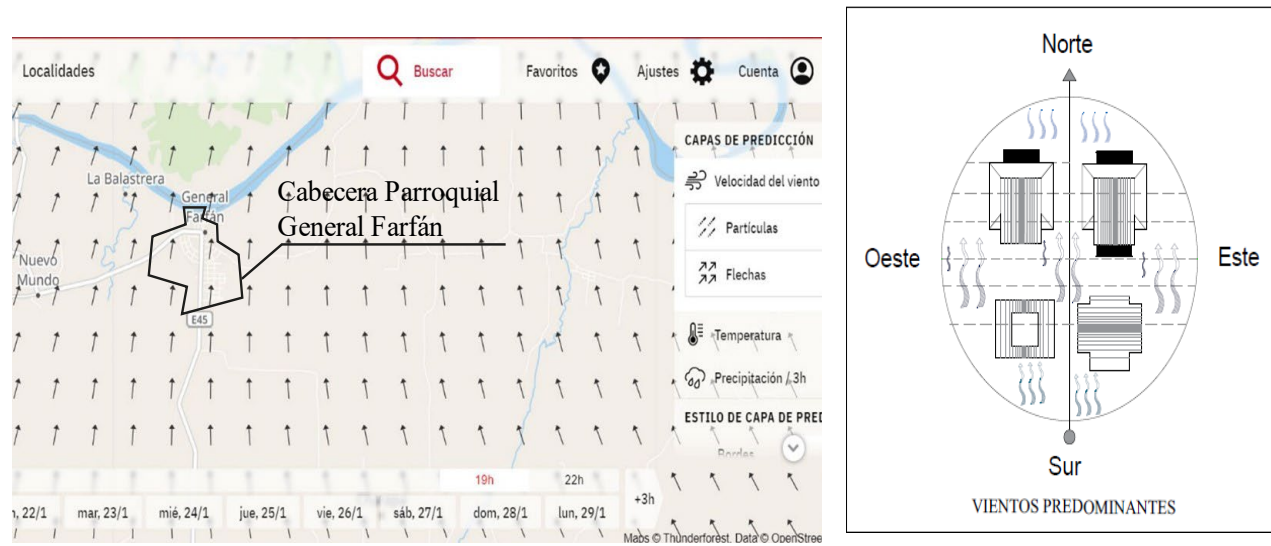 Localidades
Buscar
Favoritos
Ajustes
Cuenta
CAPAS DE PREDICCIÓN
La Balastrera
Velocidad del viento
General
Farfán
Cabecera Parroquial
General Farfán
Partículas
Nuevo
Mundo
Flechas
E45
Temperatura
Precipitación / 3h
ESTILO DE CAPA DE PRED
Bordes
19h
22h
+3h
n, 22/1
mar, 23/1
mié, 24/1
jue, 25/1
vie, 26/1
sáb, 27/1
dom, 28/1
lun, 29/1
Maps © Thunderforest, Data © OpenStree
Norte
Oeste
Este
Sur
VIENTOS PREDOMINANTES